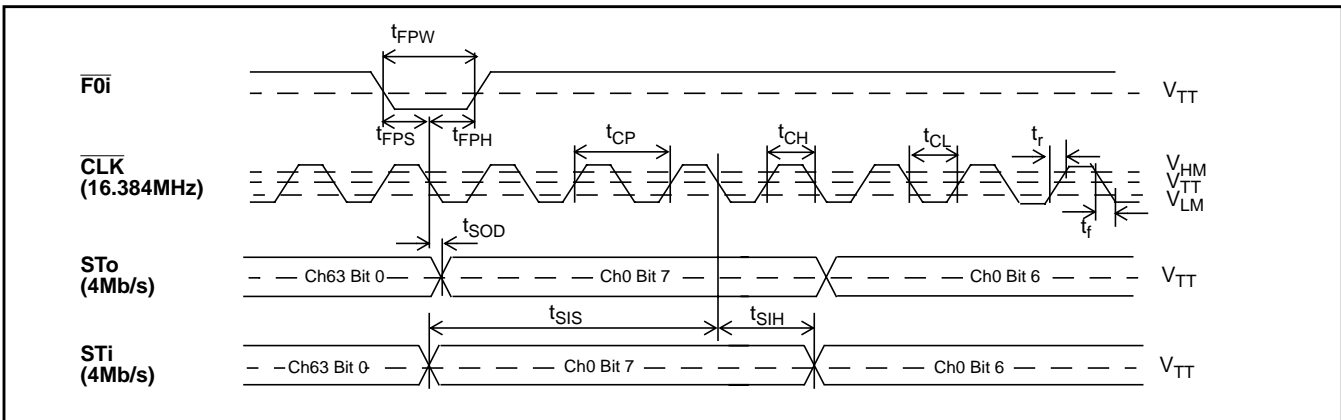 tFPW
F0i
VTT
tFPS tFPH tCP tCH tCL tr
CLK
(16.384MHz)
VHM
VTT
VLM
tSOD tf
STo
(4Mb/s)
Ch63 Bit 0 Ch0 Bit 7 Ch0 Bit 6 VTT
tSIS tSIH
STi
(4Mb/s)
Ch63 Bit 0 Ch0 Bit 7 Ch0 Bit 6 VTT